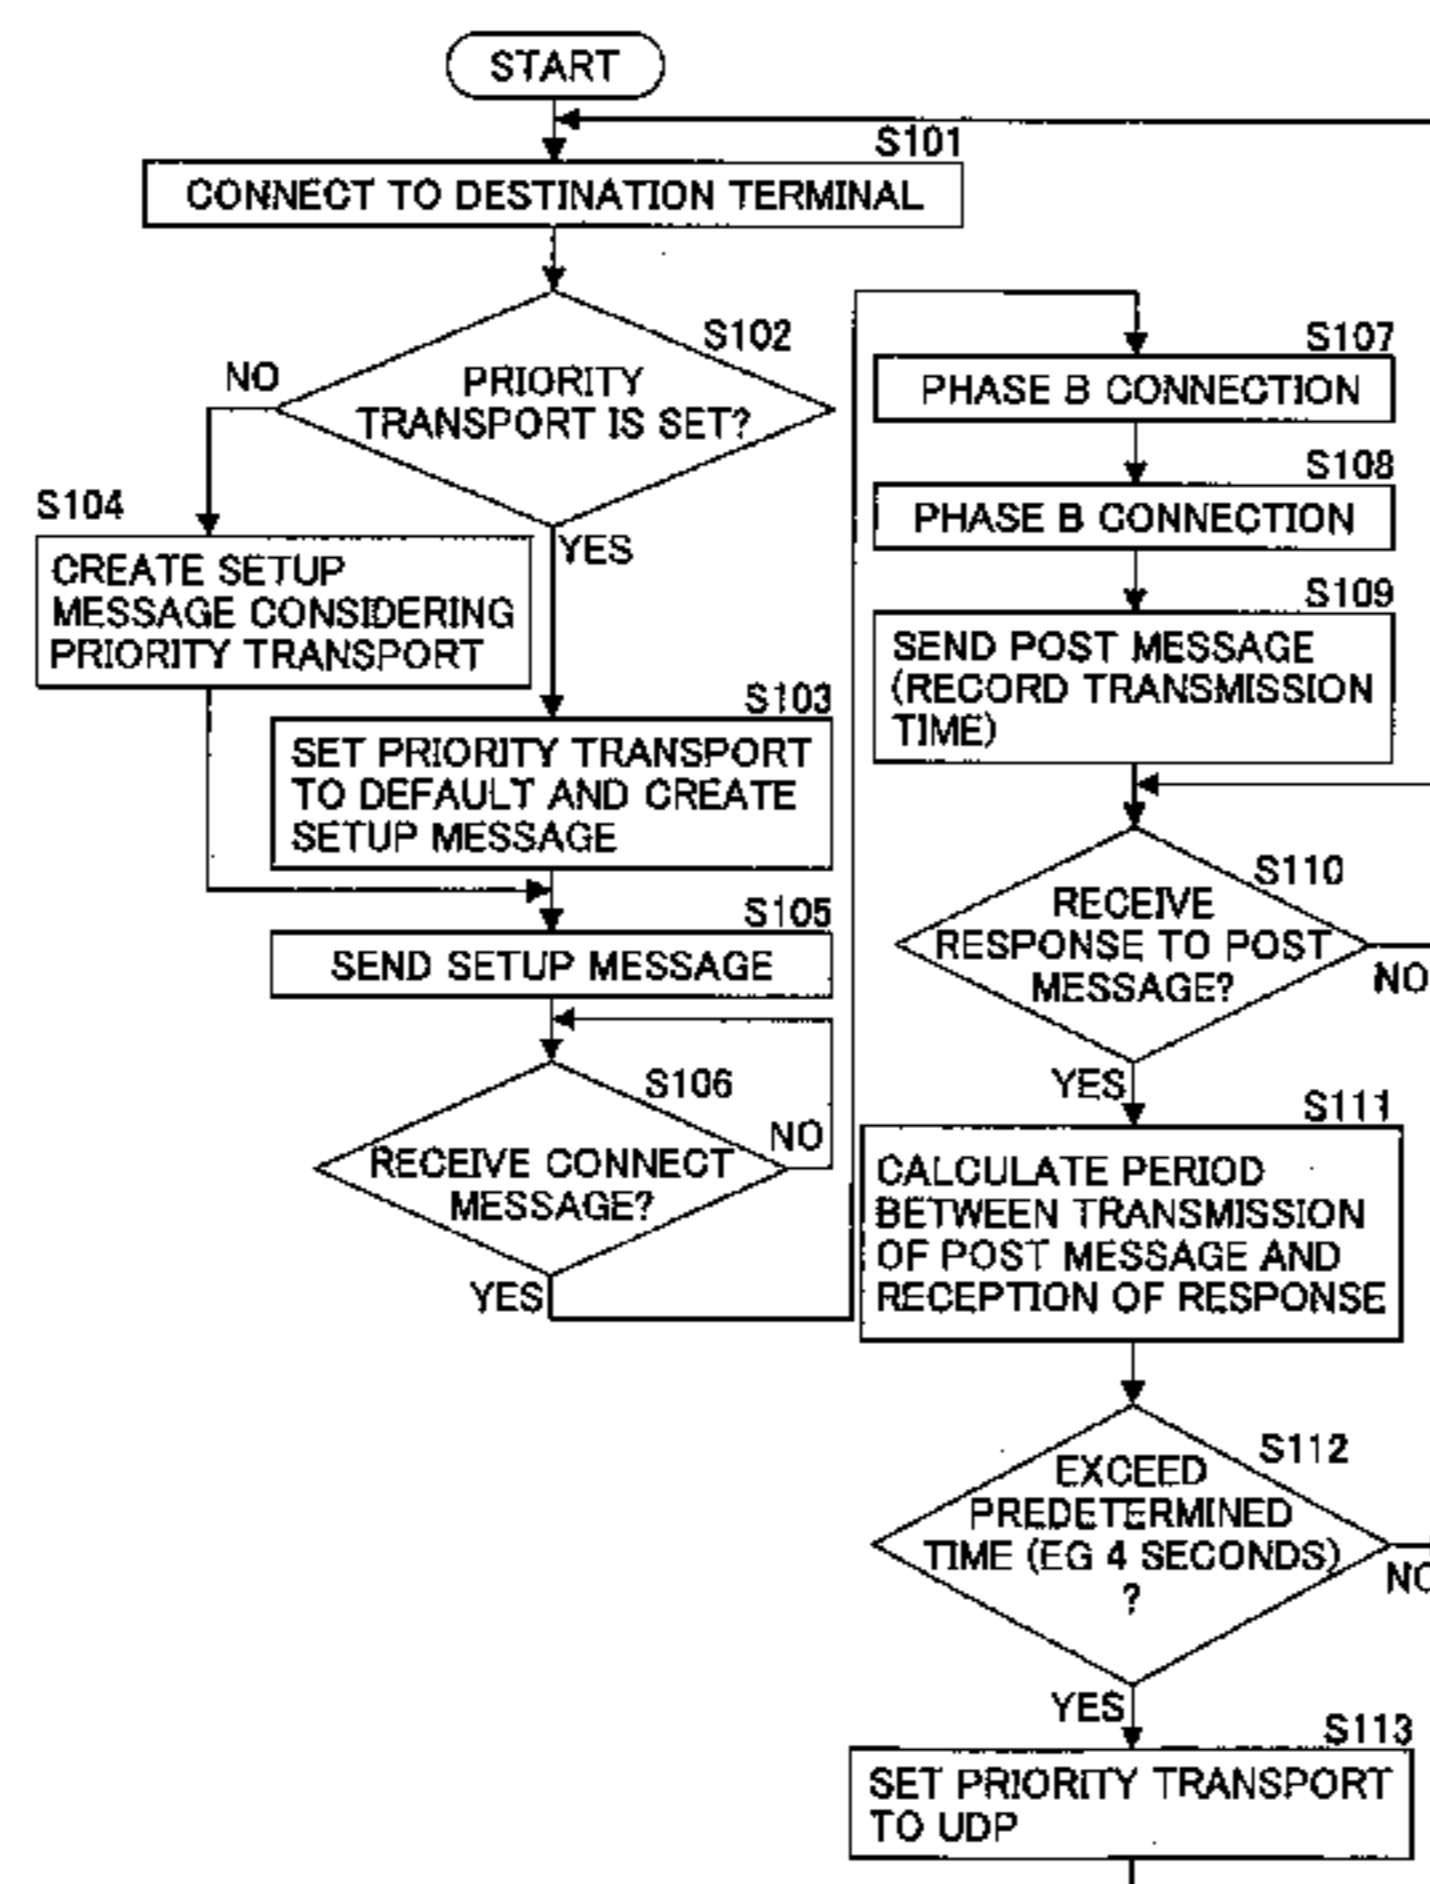 START
S101
CONNECT TO DESTINATION TERMINAL
S102
NO
PRIORITY
TRANSPORT IS SET?
YES
S104
CREATE SETUP
MESSAGE CONSIDERING
PRIORITY TRANSPORT
S103
SET PRIORITY TRANSPORT
TO DEFAULT AND CREATE
SETUP MESSAGE
S105
SEND SETUP MESSAGE
S106
NO
RECEIVE CONNECT
MESSAGE?
YES
S107
PHASE B CONNECTION
S108
PHASE B CONNECTION
S109
SEND POST MESSAGE
(RECORD TRANSMISSION
TIME)
S110
RECEIVE
RESPONSE TO POST
MESSAGE?
NO
YES
S111
CALCULATE PERIOD
BETWEEN TRANSMISSION
OF POST MESSAGE AND
RECEPTION OF RESPONSE
S112
EXCEED
PREDETERMINED
TIME (EG 4 SECONDS)
?
NO
YES
S113
SET PRIORITY TRANSPORT
TO UDP